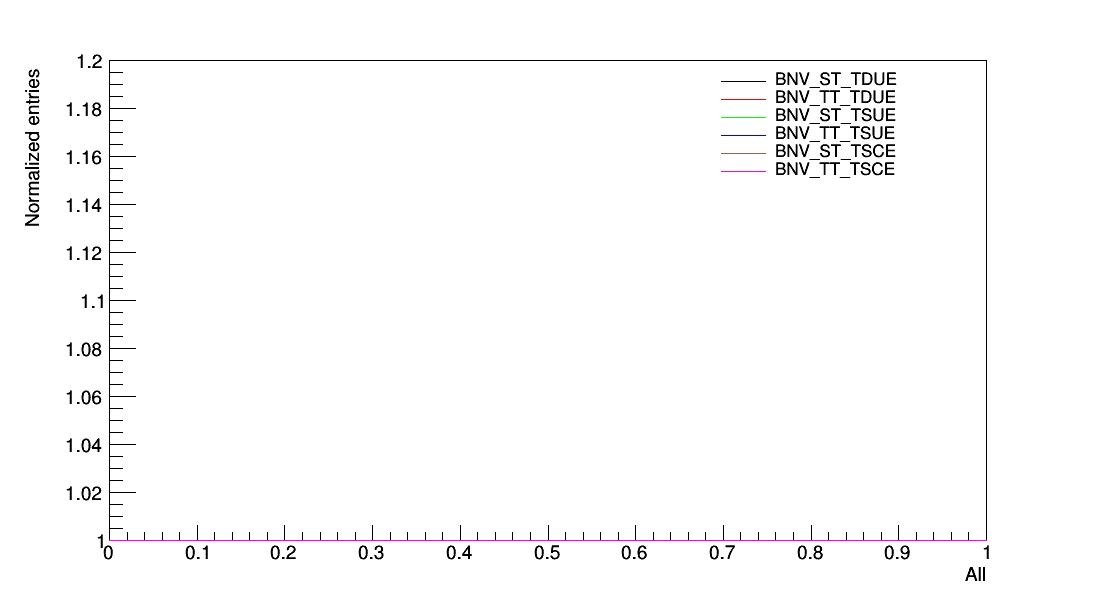 1.2
Normalized entries
BNV_ST_TDUE
BNV_TT_TDUE
1.18
BNV_ST_TSUE
BNV_TT_TSUE
1.16
BNV_ST_TSCE
BNV_TT_TSCE
1.14
1.12
1.1
1.08
1.06
1.04
1.02
1
0 0.1 0.2 0.3 0.4 0.5 0.6 0.7 0.8 0.9 1
All